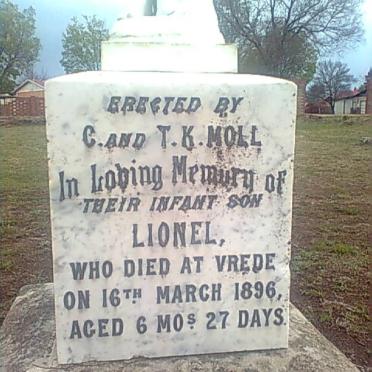 ERECTED BY
C. AND T. K. MOLL
In Loving Memory of
THEIR INFANT SON
LIONEL,
WHO DIED AT VREDE
ON 16TH MARCH 1896,
AGED 6 MOS 27 DAYS.